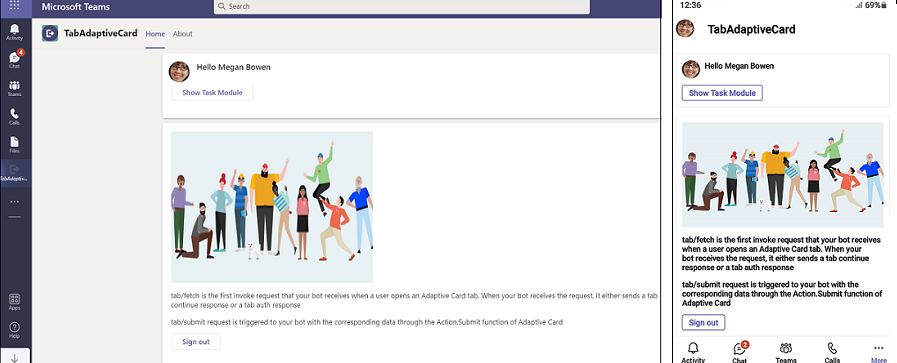 Microsoft Teams
Search
Activity
4
Chat
Teams
Calls
Files
TabAdaptiv...
...
Apps
Help
TabAdaptiveCard
Home
About
Hello Megan Bowen
Show Task Module
tab/fetch is the first invoke request that your bot receives when a user opens an Adaptive Card tab. When your bot receives the request, it either sends a tab
continue response or a tab auth response
tab/submit request is triggered to your bot with the corresponding data through the Action.Submit function of Adaptive Card
Sign out
12:36
69%
TabAdaptiveCard
Hello Megan Bowen
Show Task Module
tab/fetch is the first invoke request that your bot receives
when a user opens an Adaptive Card tab. When your
bot receives the request, it either sends a tab continue
response or a tab auth response
tab/submit request is triggered to your bot with the
corresponding data through the Action.Submit function of
Adaptive Card
Sign out
Activity
2
Chat
Teams
Calls
More